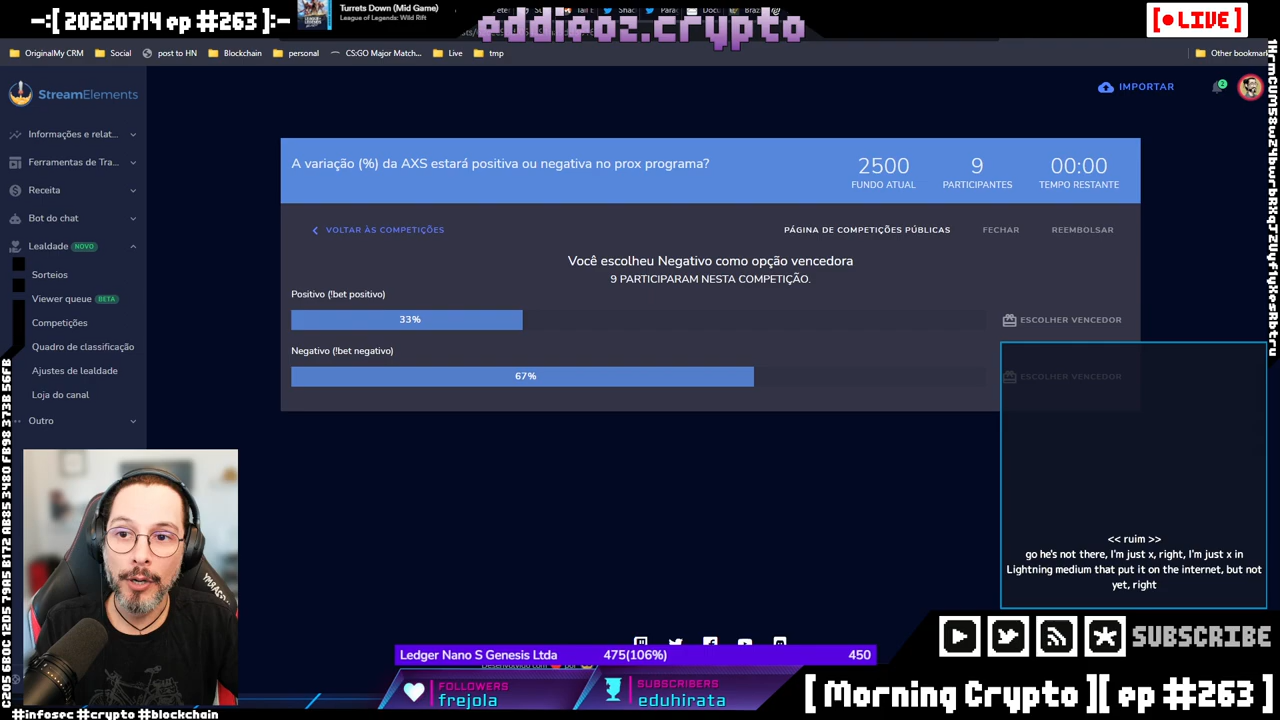 -:[ 20220714 ep #263]:-
Turrets Down (Mid Game)
League of Legends: Wild Rift
eddieoz.crypto
[ • LIVE ]
OriginalMy CRM
Social
post to HN
Blockchain
personal
CS:GO Major Match...
Live
tmp
Other bookmar
StreamElements
IMPORTAR
2
Informações e relat...
Ferramentas de Tra...
Receita
Bot do chat
Lealdade NOVO
Sorteios
Viewer queue BETA
Competições
Quadro de classificação
Ajustes de lealdade
Loja do canal
Outro
A variação (%) da AXS estará positiva ou negativa no prox programa?
2500
FUNDO ATUAL
9
PARTICIPANTES
00:00
TEMPO RESTANTE
VOLTAR ÀS COMPETIÇÕES
PÁGINA DE COMPETIÇÕES PÚBLICAS
FECHAR
REEMBOLSAR
Você escolheu Negativo como opção vencedora
9 PARTICIPARAM NESTA COMPETIÇÃO.
Positivo (!bet positivo)
33%
ESCOLHER VENCEDOR
Negativo (!bet negativo)
67%
ESCOLHER VENCEDOR
<< ruim >>
go he's not there, I'm just x, right, I'm just x in
Lightning medium that put it on the internet, but not
yet, right
Ledger Nano S Genesis Ltda 475(106%) 450
FOLLOWERS
frejola
SUBSCRIBERS
eduhirata
SUBSCRIBE
[ Morning Crypto ][ ep #263 ]
#infosec #crypto #blockchain